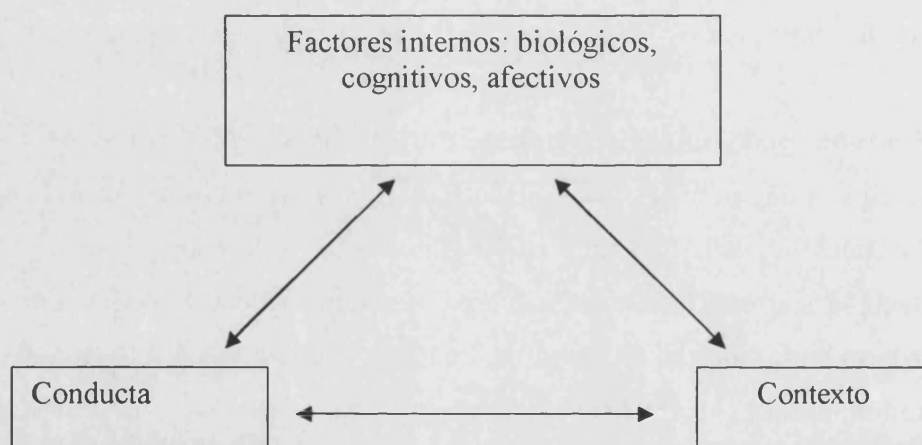 Factores internos: biológicos,
cognitivos, afectivos
Conducta
Contexto